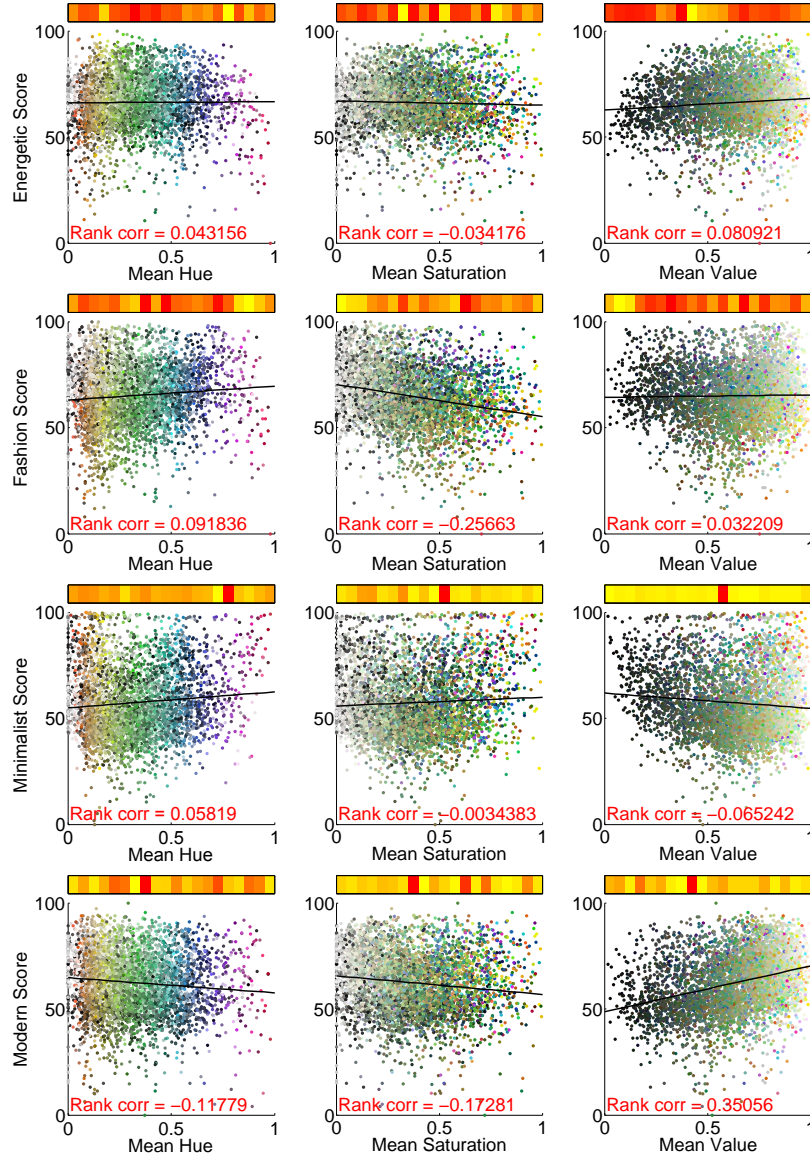 100
50
0
Energetic Score
Rank corr = 0.043156
0 0.5 1
Mean Hue
Rank corr = −0.034176
0 0.5 1
Mean Saturation
Rank corr = 0.080921
0 0.5 1
Mean Value
100
50
0
Fashion Score
Rank corr = 0.091836
0 0.5 1
Mean Hue
100
50
0
Rank corr = −0.25663
0 0.5 1
Mean Saturation
100
50
0
Rank corr = 0.032209
0 0.5 1
Mean Value
100
50
0
Minimalist Score
Rank corr = 0.05819
0 0.5 1
Mean Hue
100
50
0
Rank corr = −0.0034383
0 0.5 1
Mean Saturation
100
50
0
Rank corr = −0.065242
0 0.5 1
Mean Value
100
50
0
Modern Score
Rank corr = −0.11779
0 0.5 1
Mean Hue
100
50
0
Rank corr = −0.17281
0 0.5 1
Mean Saturation
100
50
0
Rank corr = 0.35056
0 0.5 1
Mean Value